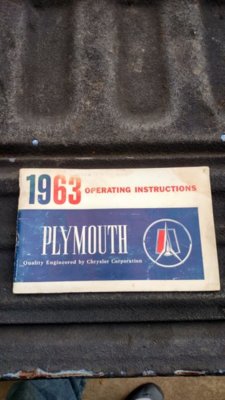 1963 OPERATING INSTRUCTIONS
PLYMOUTH
Quality Engineered by Chrysler Corporation